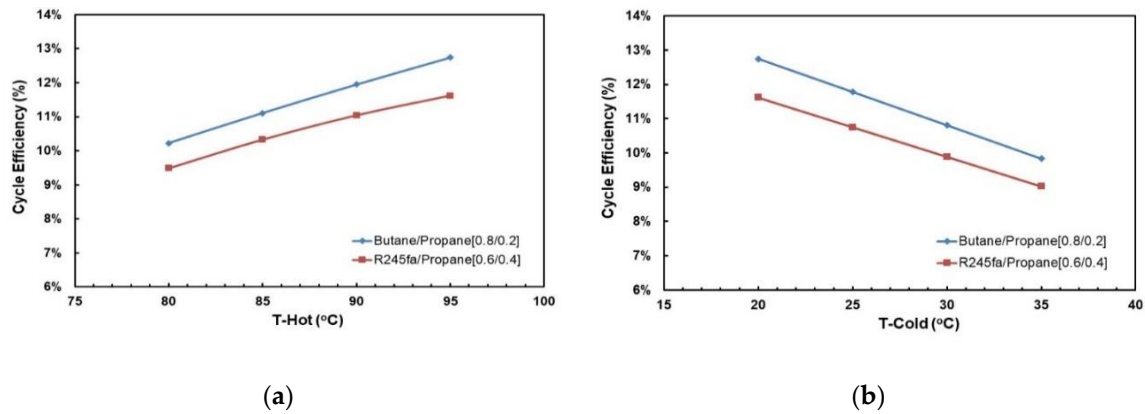 14%
13%
12%
11%
10%
9%
8%
7%
6%
Cycle Efficiency (%)
Butane/Propane[0.8/0.2]
R245fa/Propane[0.6/0.4]
75 80 85 90 95 100
T-Hot (°C)
(a)
14%
13%
12%
11%
10%
9%
8%
7%
6%
Cycle Efficiency (%)
Butane/Propane[0.8/0.2]
R245fa/Propane[0.6/0.4]
15 20 25 30 35 40
T-Cold (°C)
(b)